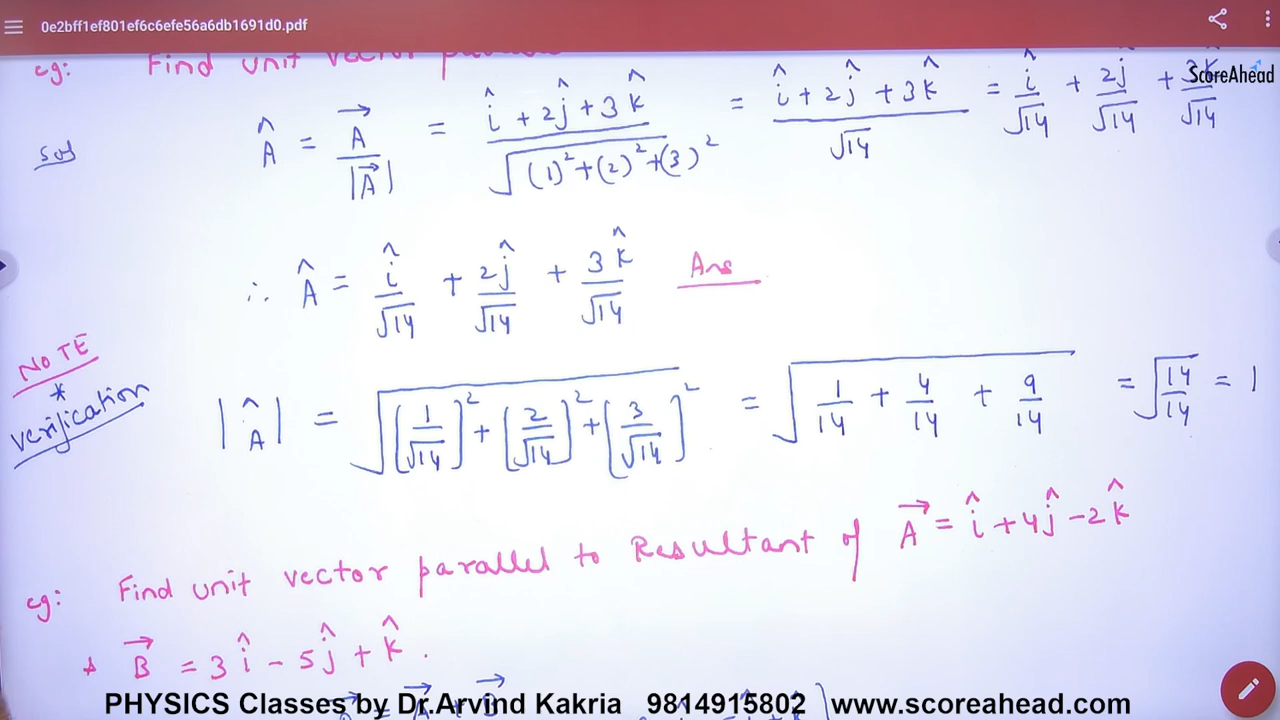 0e2bff1ef801ef6c6efe56a6db1691d0.pdf
ScoreAhead
eg: Find unit vector
Sol Â = A⃗/|A⃗| = (î + 2ĵ + 3k̂)/√((1)² + (2)² + (3)²) = (î + 2ĵ + 3k̂)/√14 = î/√14 + 2ĵ/√14 + 3k̂/√14
∴ Â = î/√14 + 2ĵ/√14 + 3k̂/√14 Ans
NOTE
*
verification
|Â| = √([1/√14]² + [2/√14]² + [3/√14]²) = √(1/14 + 4/14 + 9/14) = √(14/14) = 1
eg: Find unit vector parallel to Resultant of A⃗ = î + 4ĵ - 2k̂
& B⃗ = 3î - 5ĵ + k̂.
PHYSICS Classes by Dr.Arvind Kakria 9814915802 www.scoreahead.com